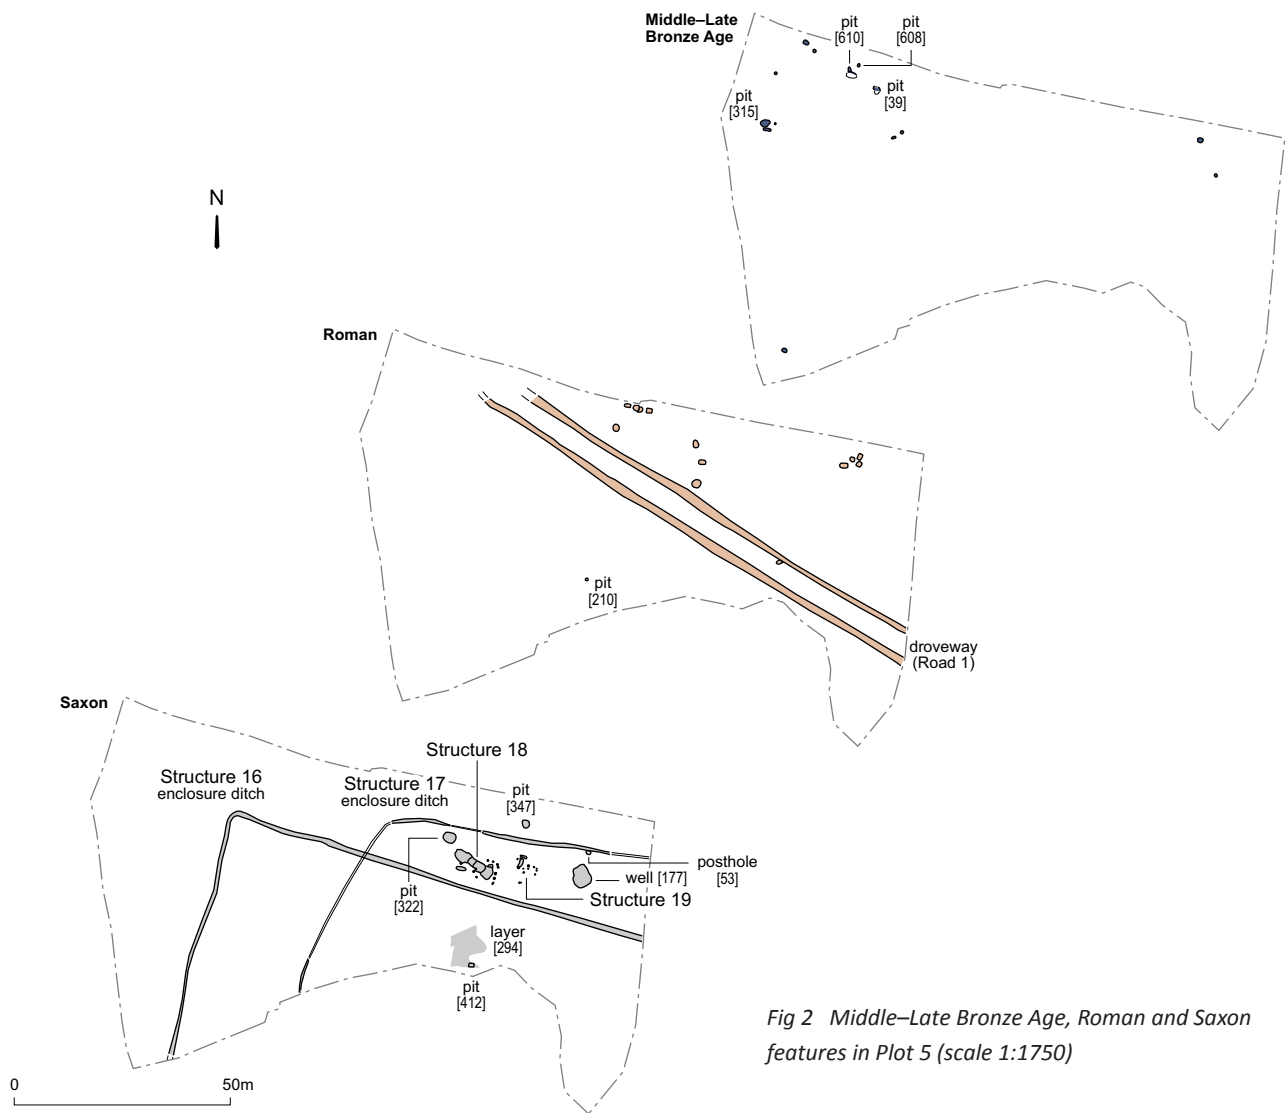 Middle–Late
Bronze Age
pit
[610]
pit
[608]
pit
[39]
pit
[315]
N
Roman
pit
[210]
droveway
(Road 1)
Saxon
Structure 18
Structure 16
enclosure ditch
Structure 17
enclosure ditch
pit
[347]
posthole
[53]
well [177]
Structure 19
pit
[322]
layer
[294]
pit
[412]
Fig 2 Middle–Late Bronze Age, Roman and Saxon
features in Plot 5 (scale 1:1750)
0
50m